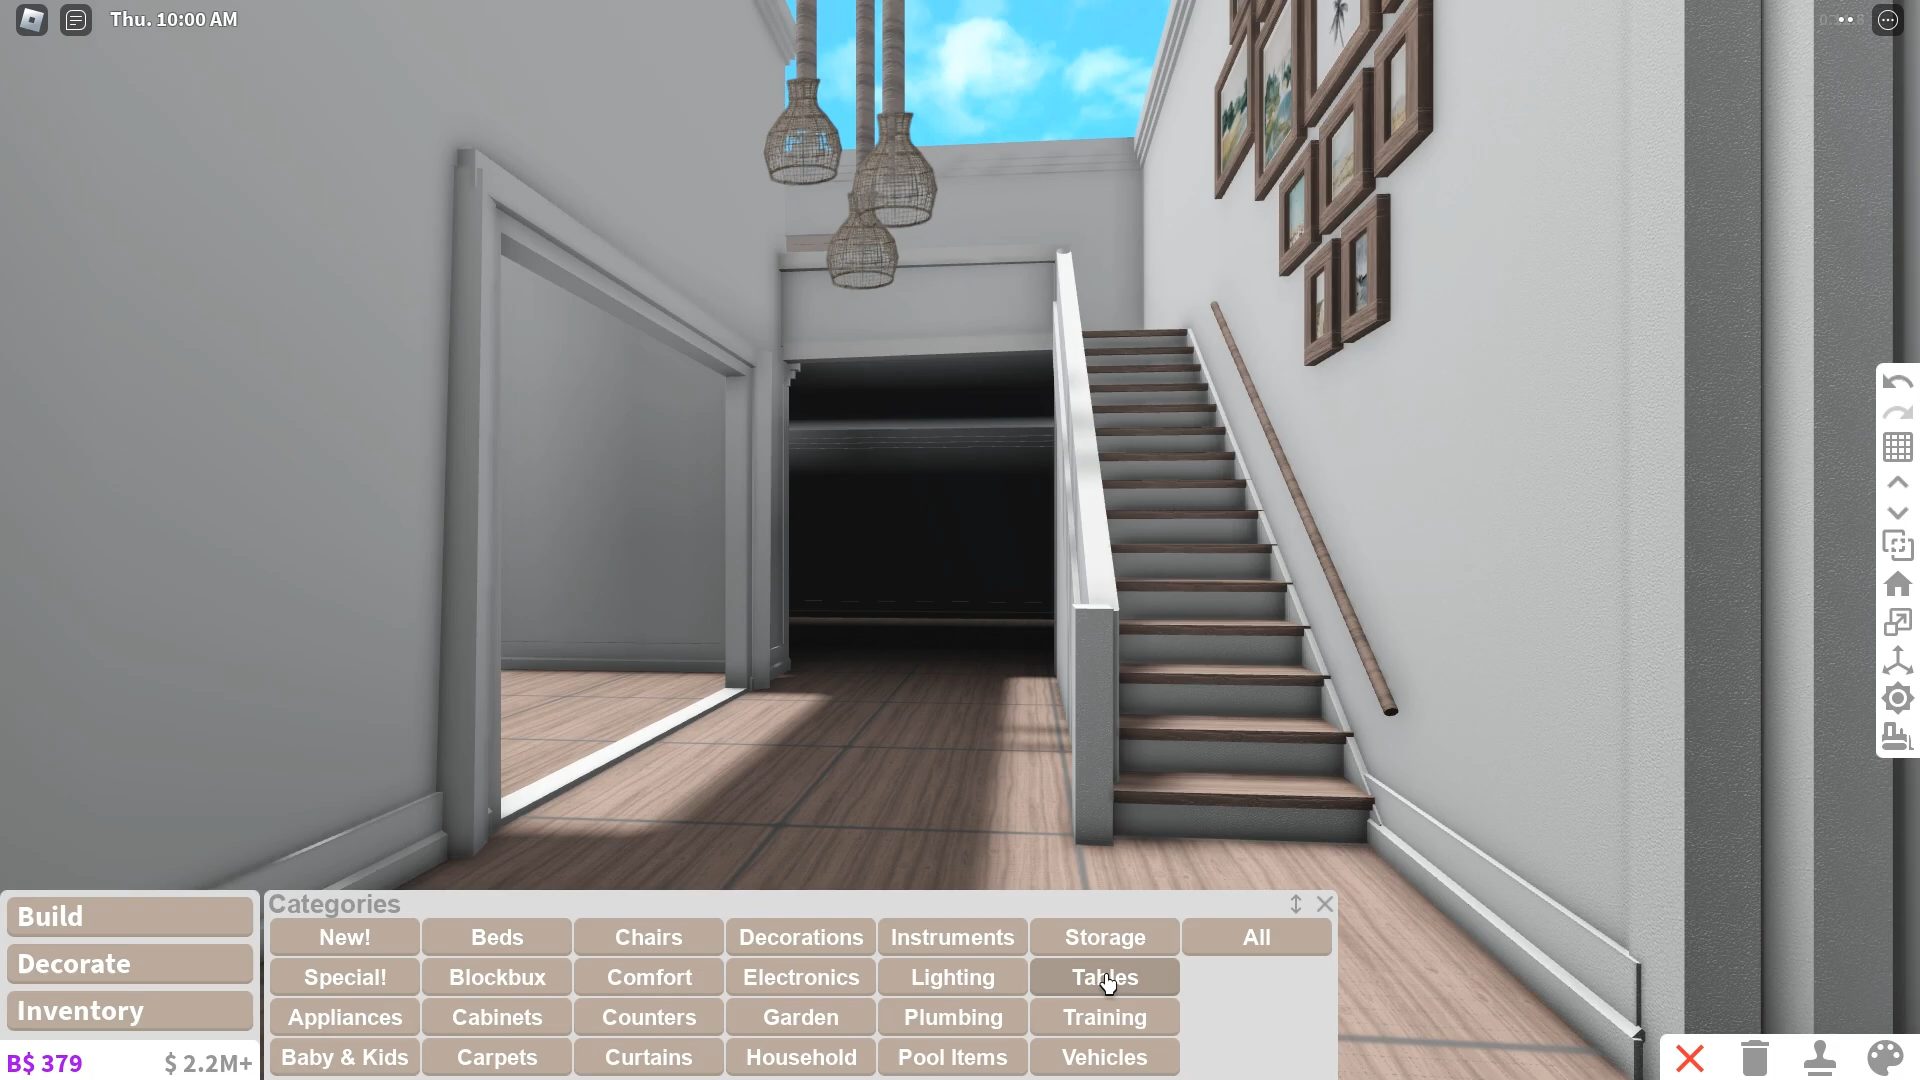 Thu. 10:00 AM
Build
Decorate
Inventory
B$ 379
$ 2.2M+
Categories
New!
Beds
Chairs
Decorations
Instruments
Storage
All
Special!
Blockbux
Comfort
Electronics
Lighting
Tables
Appliances
Cabinets
Counters
Garden
Plumbing
Training
Baby & Kids
Carpets
Curtains
Household
Pool Items
Vehicles